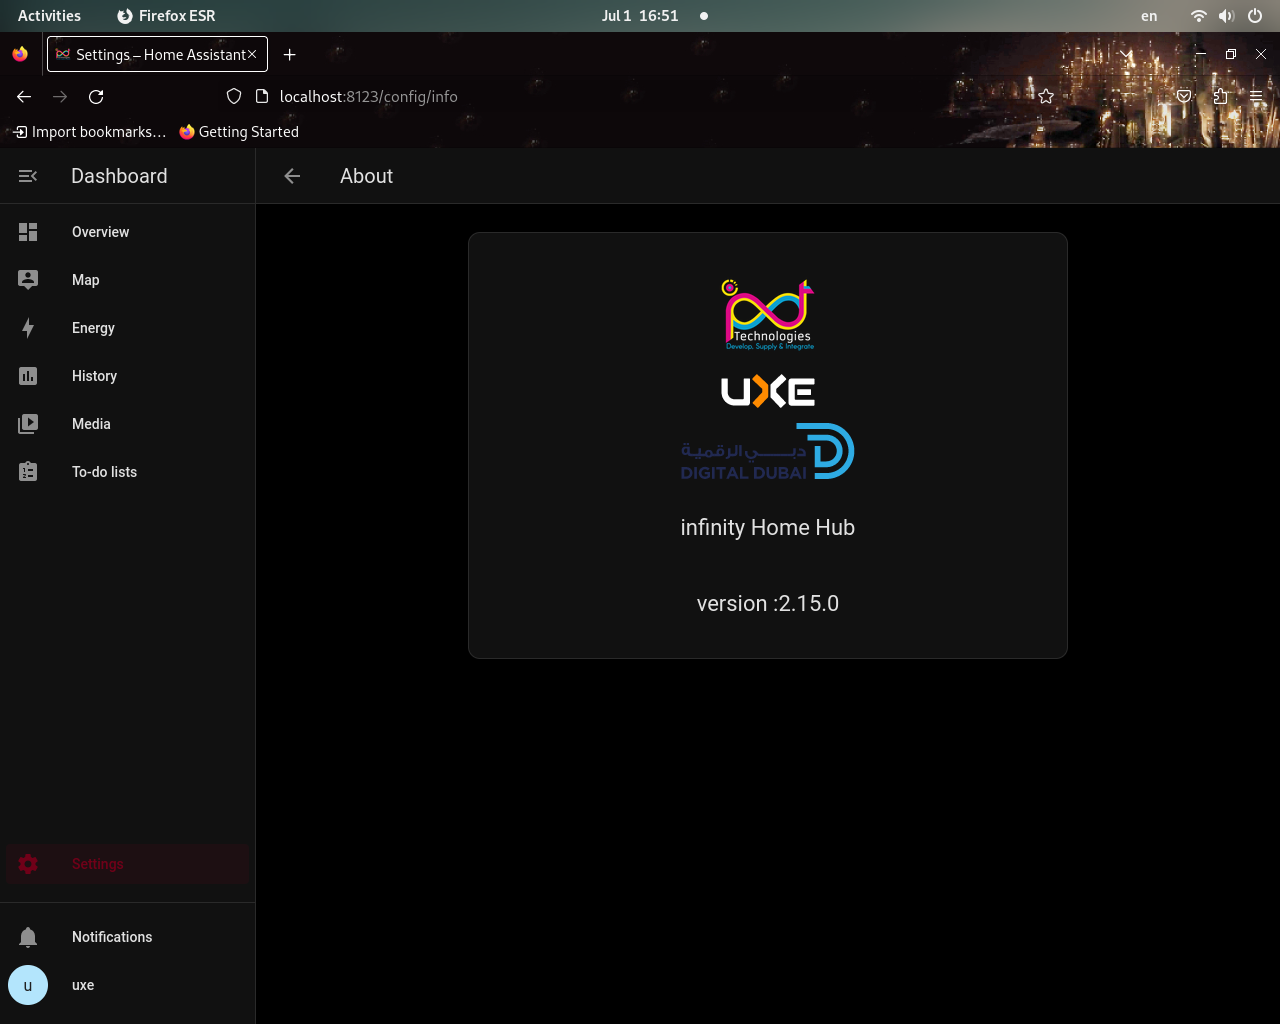 Activities Firefox ESR Jul 1 16:51 en
Settings – Home Assistant
localhost:8123/config/info
Import bookmarks... Getting Started
Dashboard
About
Overview
Map
Energy
History
Media
To-do lists
Settings
Notifications
u uxe
Technologies
Develop, Supply & Integrate
UXE
دبي الرقمية
DIGITAL DUBAI
infinity Home Hub
version :2.15.0